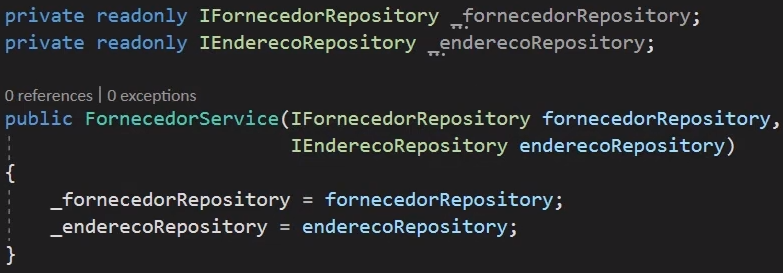 private readonly IFornecedorRepository _fornecedorRepository;
private readonly IEnderecoRepository _enderecoRepository;
0 references | 0 exceptions
public FornecedorService(IFornecedorRepository fornecedorRepository,
IEnderecoRepository enderecoRepository)
{
_fornecedorRepository = fornecedorRepository;
_enderecoRepository = enderecoRepository;
}